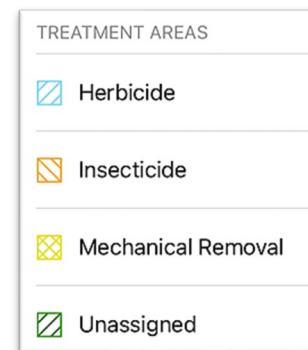 TREATMENT AREAS
Herbicide
Insecticide
Mechanical Removal
Unassigned